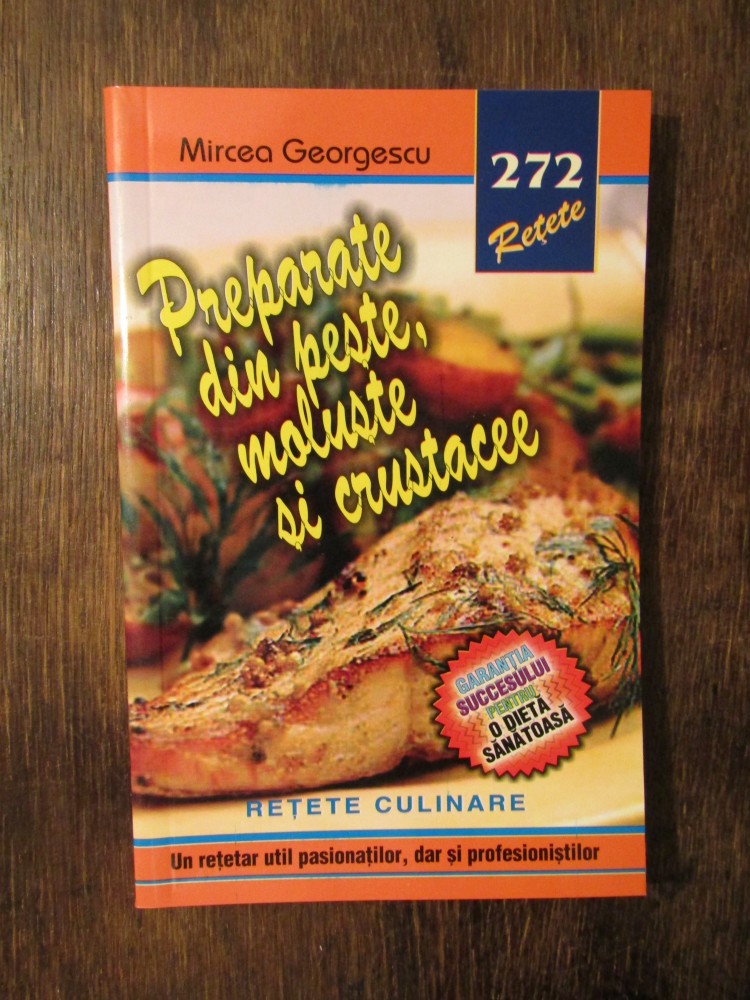 Mircea Georgescu
272
Rețete
Preparate
din pește,
moluște
și crustacee
GARANȚIA
SUCCESULUI
PENTRU
O DIETĂ
SĂNĂTOASĂ
REȚETE CULINARE
Un rețetar util pasionaților, dar și profesioniștilor